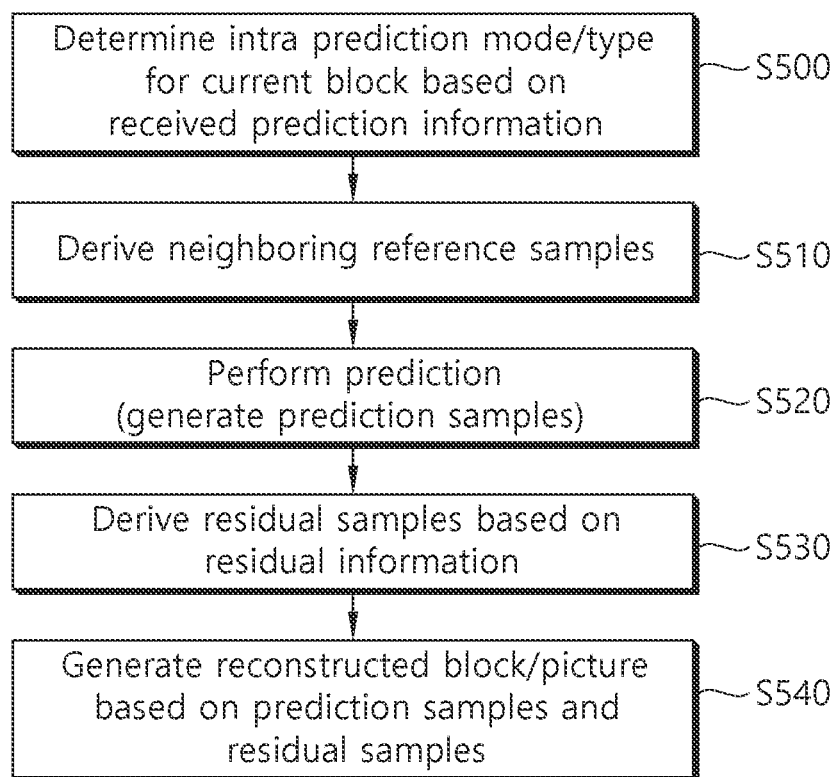 Determine intra prediction mode/type
for current block based on
received prediction information
S500
Derive neighboring reference samples
S510
Perform prediction
(generate prediction samples)
S520
Derive residual samples based on
residual information
S530
Generate reconstructed block/picture
based on prediction samples and
residual samples
S540